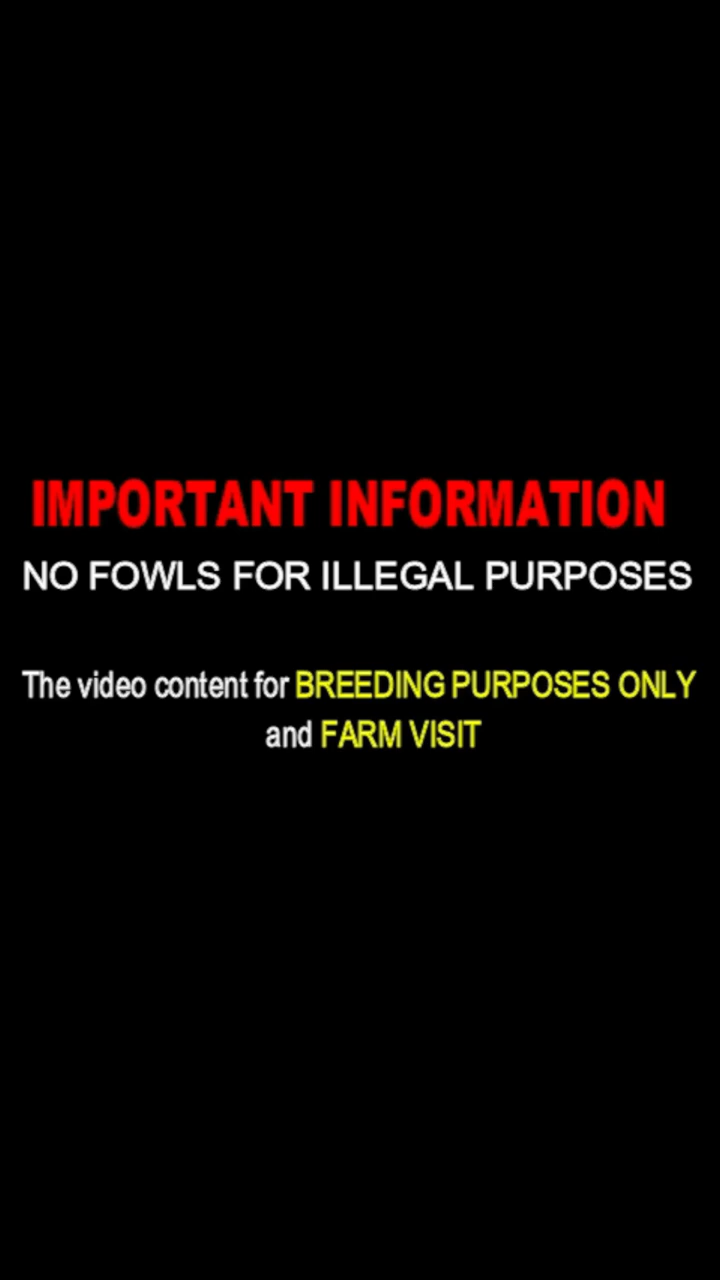 IMPORTANT INFORMATION
NO FOWLS FOR ILLEGAL PURPOSES
The video content for BREEDING PURPOSES ONLY
and FARM VISIT